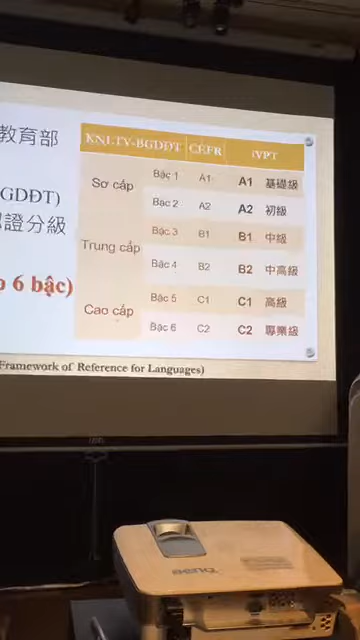 教育部
GDĐT)
認證分級
6 bậc)
KNLTV-BGDĐT CEFR iVPT
Sơ cấp Bậc 1 A1 A1 基礎級
Bậc 2 A2 A2 初級
Trung cấp Bậc 3 B1 B1 中級
Bậc 4 B2 B2 中高級
Cao cấp Bậc 5 C1 C1 高級
Bậc 6 C2 C2 專業級
Framework of Reference for Languages)
BenQ